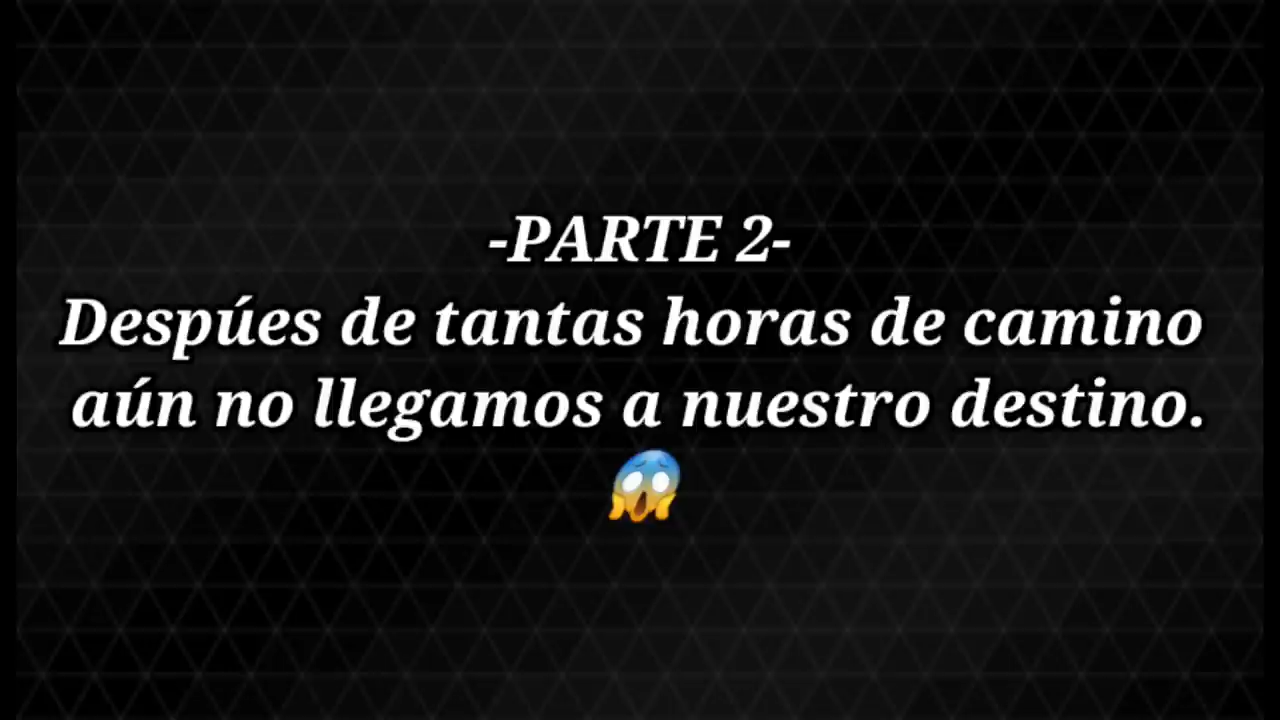 -PARTE 2-
Despúes de tantas horas de camino
aún no llegamos a nuestro destino.
😱